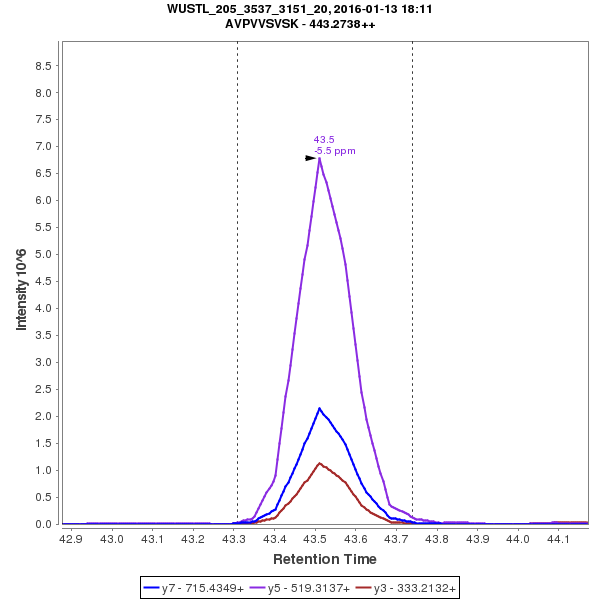 WUSTL_205_3537_3151_20, 2016-01-13 18:11
AVPVVSVSK - 443.2738++
43.5
-5.5 ppm
Intensity 10^6
8.5
8.0
7.5
7.0
6.5
6.0
5.5
5.0
4.5
4.0
3.5
3.0
2.5
2.0
1.5
1.0
0.5
0.0
42.9 43.0 43.1 43.2 43.3 43.4 43.5 43.6 43.7 43.8 43.9 44.0 44.1
Retention Time
y7 - 715.4349+ y5 - 519.3137+ y3 - 333.2132+